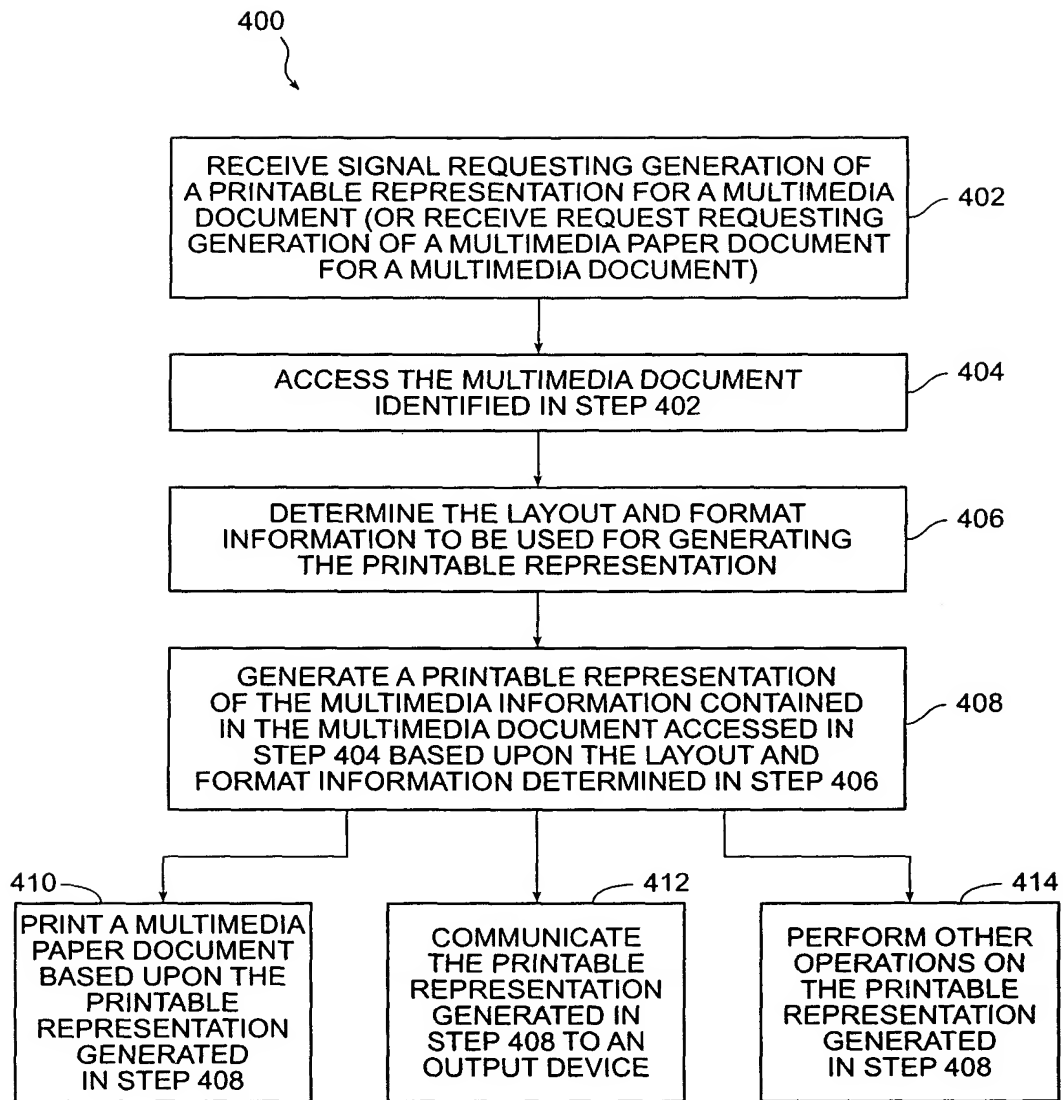 400
RECEIVE SIGNAL REQUESTING GENERATION OF
A PRINTABLE REPRESENTATION FOR A MULTIMEDIA
DOCUMENT (OR RECEIVE REQUEST REQUESTING
GENERATION OF A MULTIMEDIA PAPER DOCUMENT
FOR A MULTIMEDIA DOCUMENT)
402
ACCESS THE MULTIMEDIA DOCUMENT
IDENTIFIED IN STEP 402
404
DETERMINE THE LAYOUT AND FORMAT
INFORMATION TO BE USED FOR GENERATING
THE PRINTABLE REPRESENTATION
406
GENERATE A PRINTABLE REPRESENTATION
OF THE MULTIMEDIA INFORMATION CONTAINED
IN THE MULTIMEDIA DOCUMENT ACCESSED IN
STEP 404 BASED UPON THE LAYOUT AND
FORMAT INFORMATION DETERMINED IN STEP 406
408
410
PRINT A MULTIMEDIA
PAPER DOCUMENT
BASED UPON THE
PRINTABLE
REPRESENTATION
GENERATED
IN STEP 408
412
COMMUNICATE
THE PRINTABLE
REPRESENTATION
GENERATED IN
STEP 408 TO AN
OUTPUT DEVICE
414
PERFORM OTHER
OPERATIONS ON
THE PRINTABLE
REPRESENTATION
GENERATED
IN STEP 408